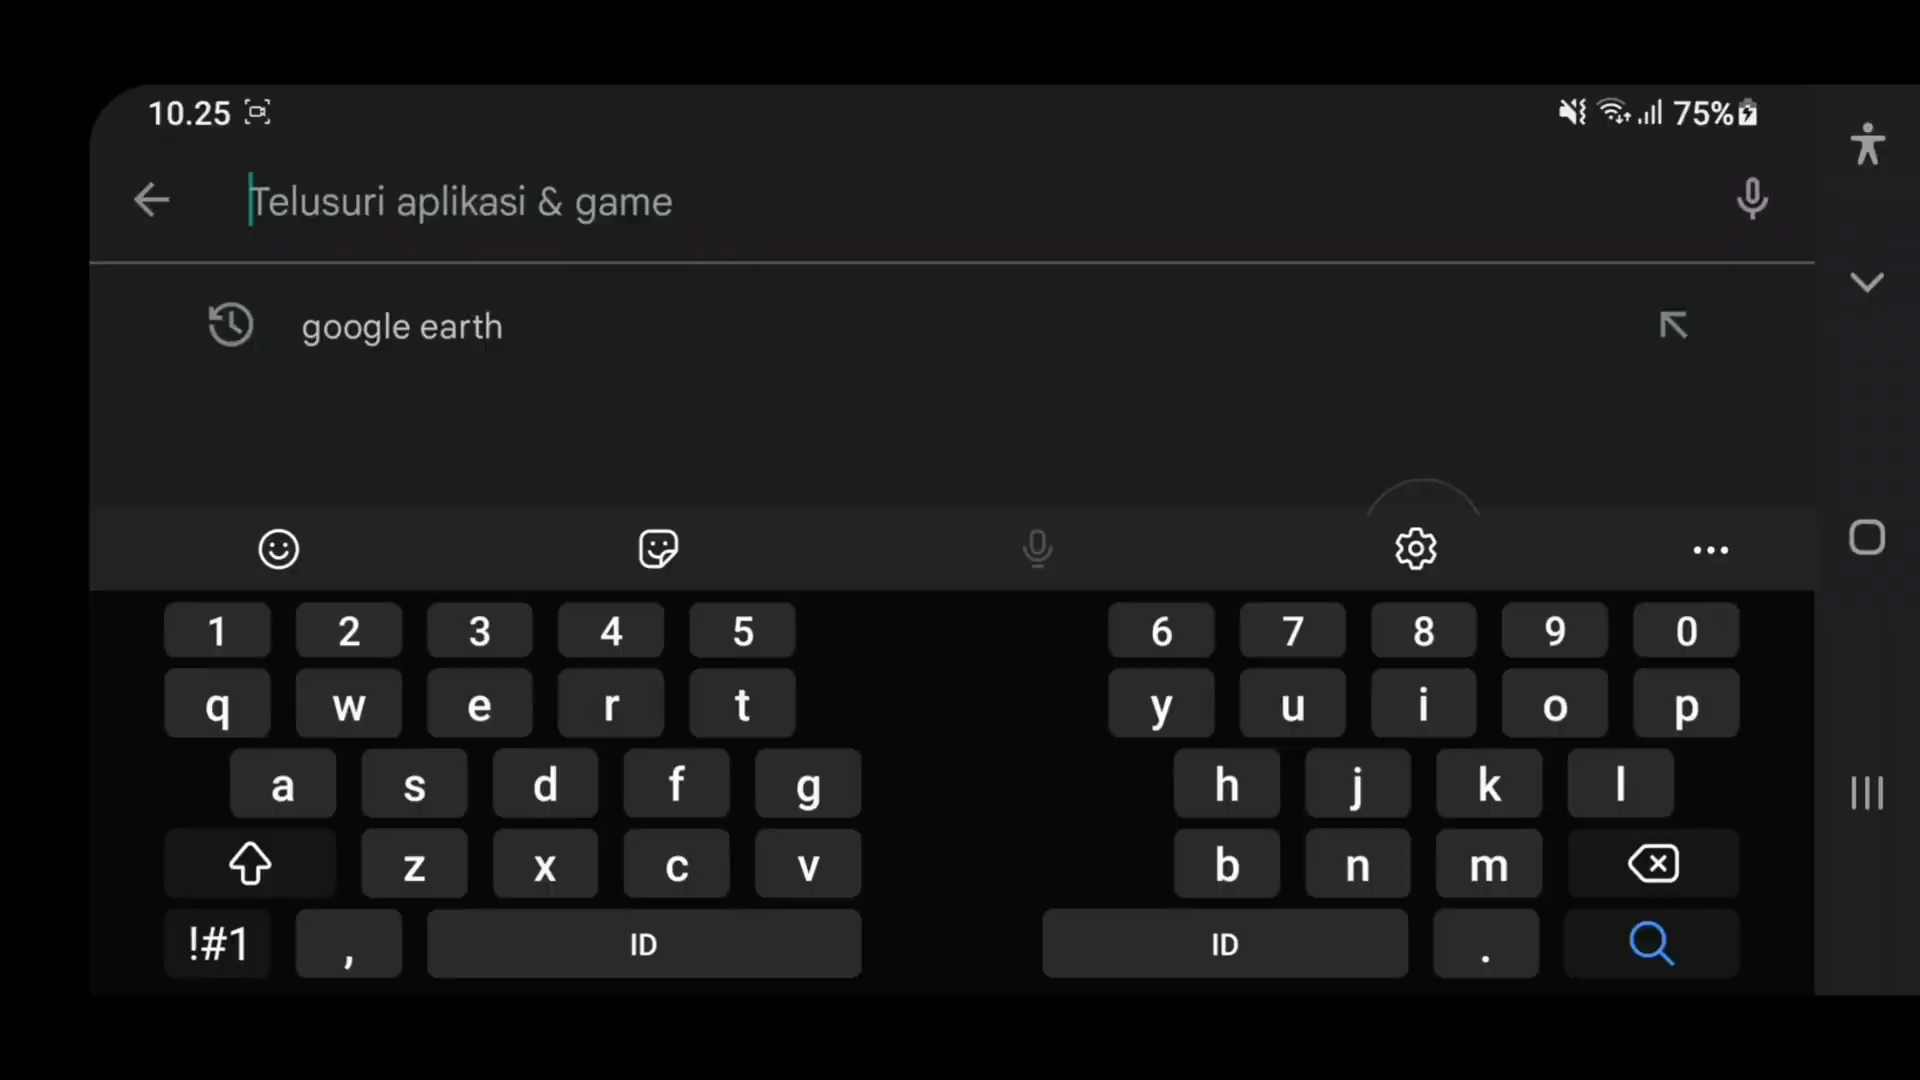 10.25
75%
Telusuri aplikasi & game
google earth
1 2 3 4 5 6 7 8 9 0
q w e r t y u i o p
a s d f g h j k l
z x c v b n m
!#1 , ID ID .